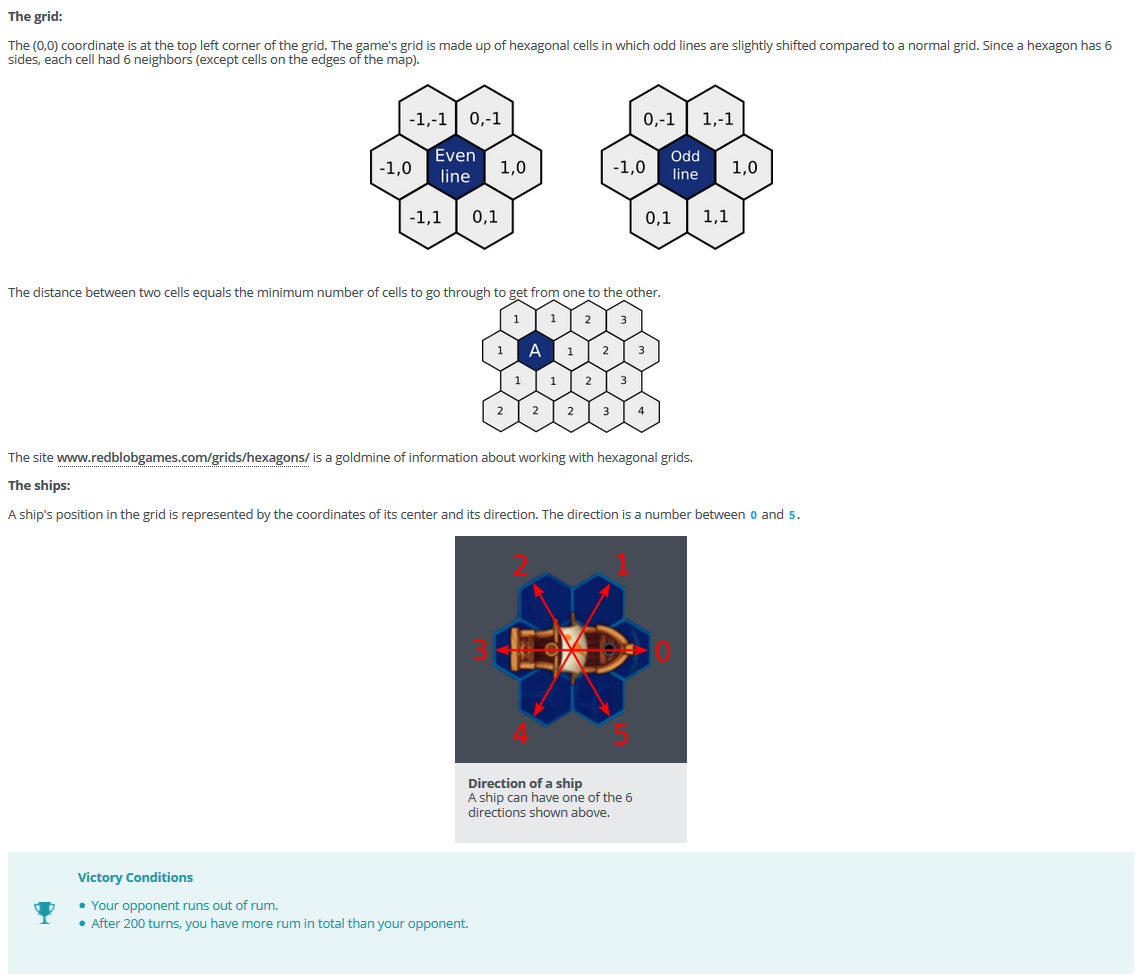 The grid:
The (0,0) coordinate is at the top left corner of the grid. The game's grid is made up of hexagonal cells in which odd lines are slightly shifted compared to a normal grid. Since a hexagon has 6
sides, each cell had 6 neighbors (except cells on the edges of the map).
-1,-1 0,-1 0,-1 1,-1
-1,0 Even line 1,0 -1,0 Odd line 1,0
-1,1 0,1 0,1 1,1
The distance between two cells equals the minimum number of cells to go through to get from one to the other.
1 1 2 3
1 A 1 2 3
1 1 2 3
2 2 2 3 4
The site www.redblobgames.com/grids/hexagons/ is a goldmine of information about working with hexagonal grids.
The ships:
A ship's position in the grid is represented by the coordinates of its center and its direction. The direction is a number between 0 and 5.
2 1
3 0
4 5
Direction of a ship
A ship can have one of the 6
directions shown above.
Victory Conditions
• Your opponent runs out of rum.
• After 200 turns, you have more rum in total than your opponent.